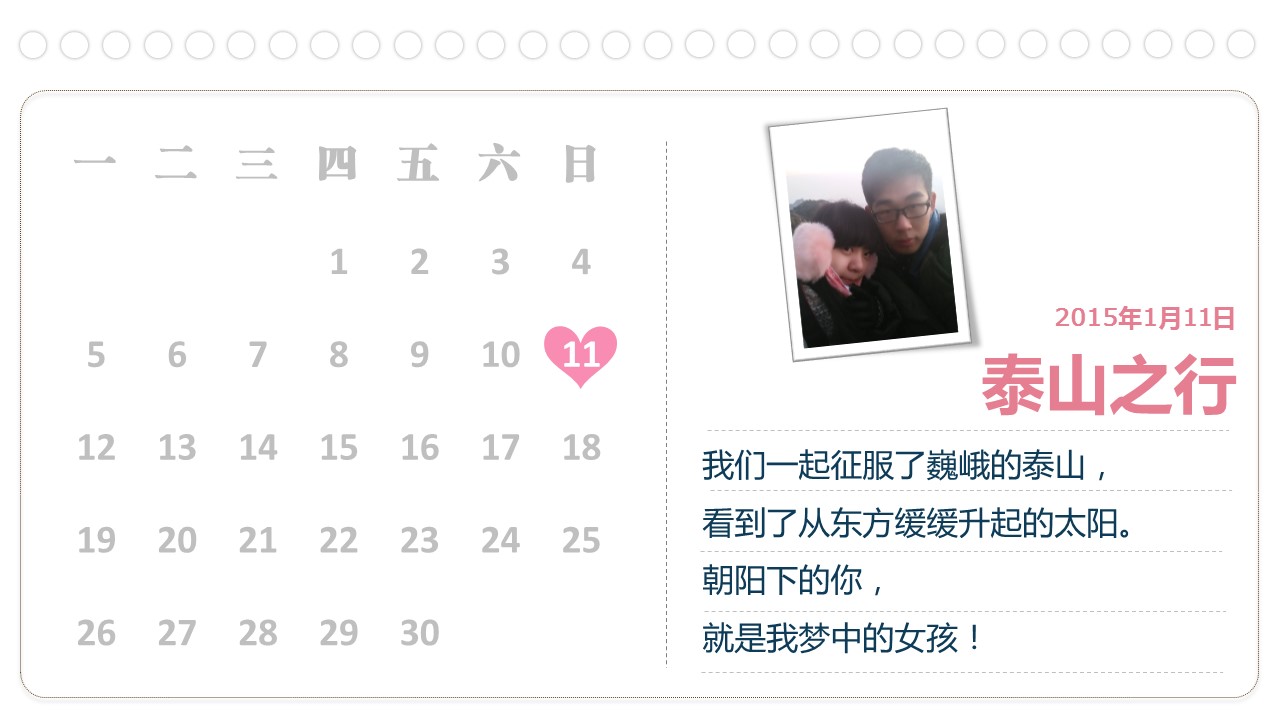 一 二 三 四 五 六 日
1 2 3 4
5 6 7 8 9 10 11
12 13 14 15 16 17 18
19 20 21 22 23 24 25
26 27 28 29 30
2015年1月11日
泰山之行
我们一起征服了巍峨的泰山，
看到了从东方缓缓升起的太阳。
朝阳下的你，
就是我梦中的女孩！